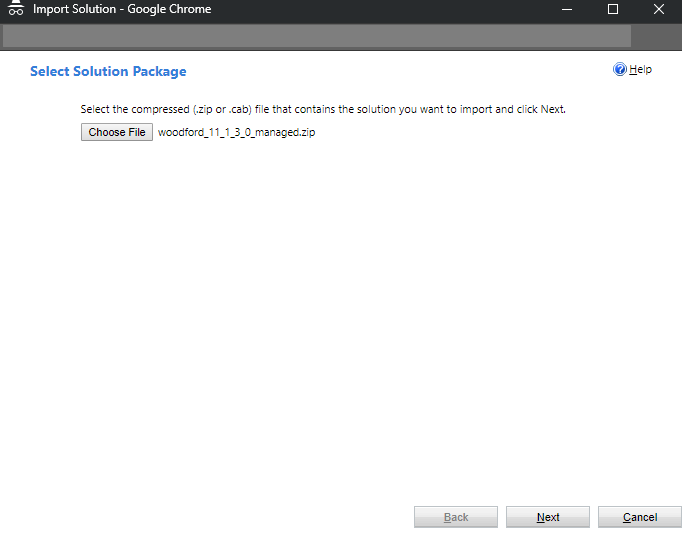 Import Solution - Google Chrome
Select Solution Package
Help
Select the compressed (.zip or .cab) file that contains the solution you want to import and click Next.
Choose File woodford_11_1_3_0_managed.zip
Back Next Cancel